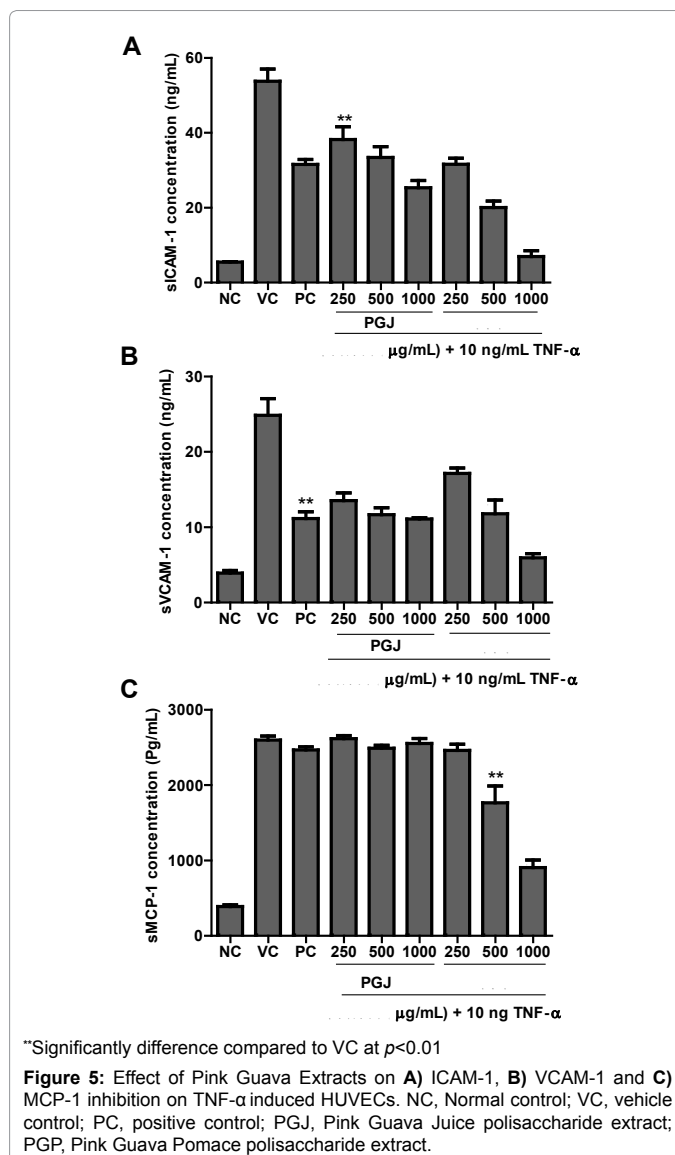 A
sICAM-1 concentration (ng/mL)
60
40
20
0
**
NC VC PC 250 500 1000 250 500 1000
PGJ
µg/mL) + 10 ng/mL TNF-α
B
sVCAM-1 concentration (ng/mL)
30
20
10
0
**
NC VC PC 250 500 1000 250 500 1000
PGJ
µg/mL) + 10 ng/mL TNF-α
C
sMCP-1 concentration (Pg/mL)
3000
2000
1000
0
**
NC VC PC 250 500 1000 250 500 1000
PGJ
µg/mL) + 10 ng TNF-α
**Significantly difference compared to VC at p<0.01
Figure 5: Effect of Pink Guava Extracts on A) ICAM-1, B) VCAM-1 and C)
MCP-1 inhibition on TNF-α induced HUVECs. NC, Normal control; VC, vehicle
control; PC, positive control; PGJ, Pink Guava Juice polisaccharide extract;
PGP, Pink Guava Pomace polisaccharide extract.